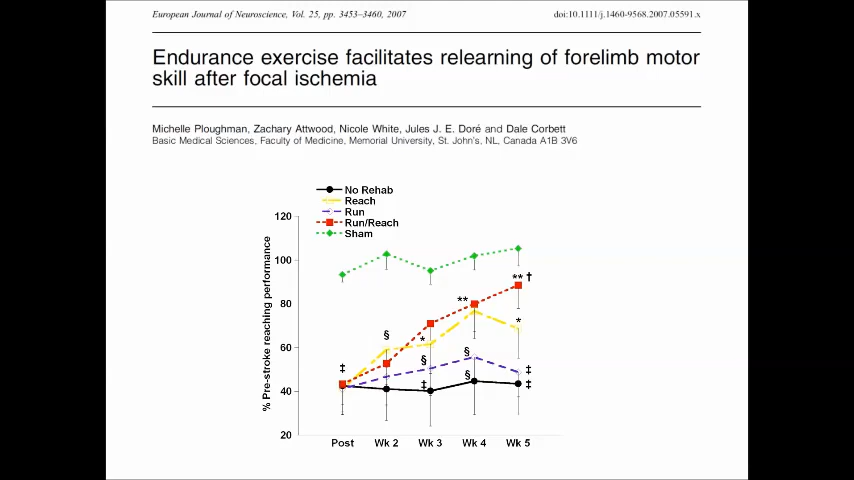 European Journal of Neuroscience, Vol. 25, pp. 3453–3460, 2007
doi:10.1111/j.1460-9568.2007.05591.x
Endurance exercise facilitates relearning of forelimb motor
skill after focal ischemia
Michelle Ploughman, Zachary Attwood, Nicole White, Jules J. E. Doré and Dale Corbett
Basic Medical Sciences, Faculty of Medicine, Memorial University, St. John's, NL, Canada A1B 3V6
No Rehab
Reach
Run
Run/Reach
Sham
% Pre-stroke reaching performance
120
100
80
60
40
20
‡
§
*
§
‡
**
§
§
** †
*
‡
‡
Post Wk 2 Wk 3 Wk 4 Wk 5